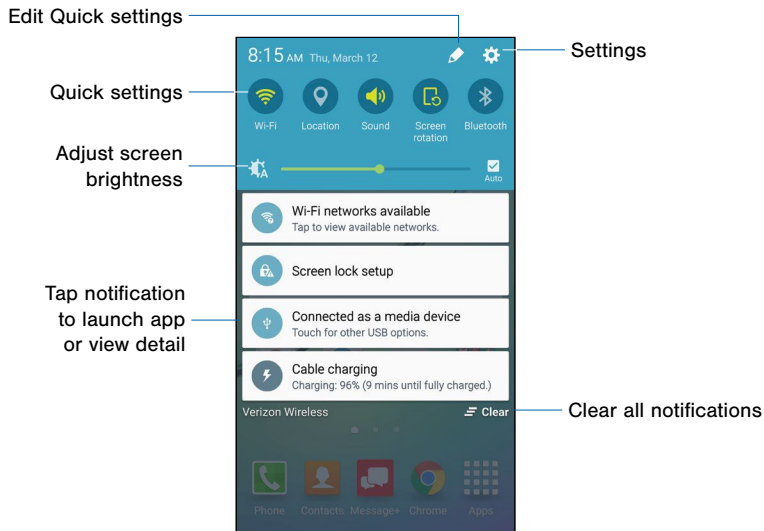 Edit Quick settings
8:15 AM Thu, March 12
Settings
Quick settings
Wi-Fi
Location
Sound
Screen
rotation
Bluetooth
Adjust screen
brightness
A
Auto
Wi-Fi networks available
Tap to view available networks.
Screen lock setup
Tap notification
to launch app
or view detail
Connected as a media device
Touch for other USB options.
Cable charging
Charging: 96% (9 mins until fully charged.)
Verizon Wireless
Clear
Clear all notifications
Phone
Contacts
Message+
Chrome
Apps